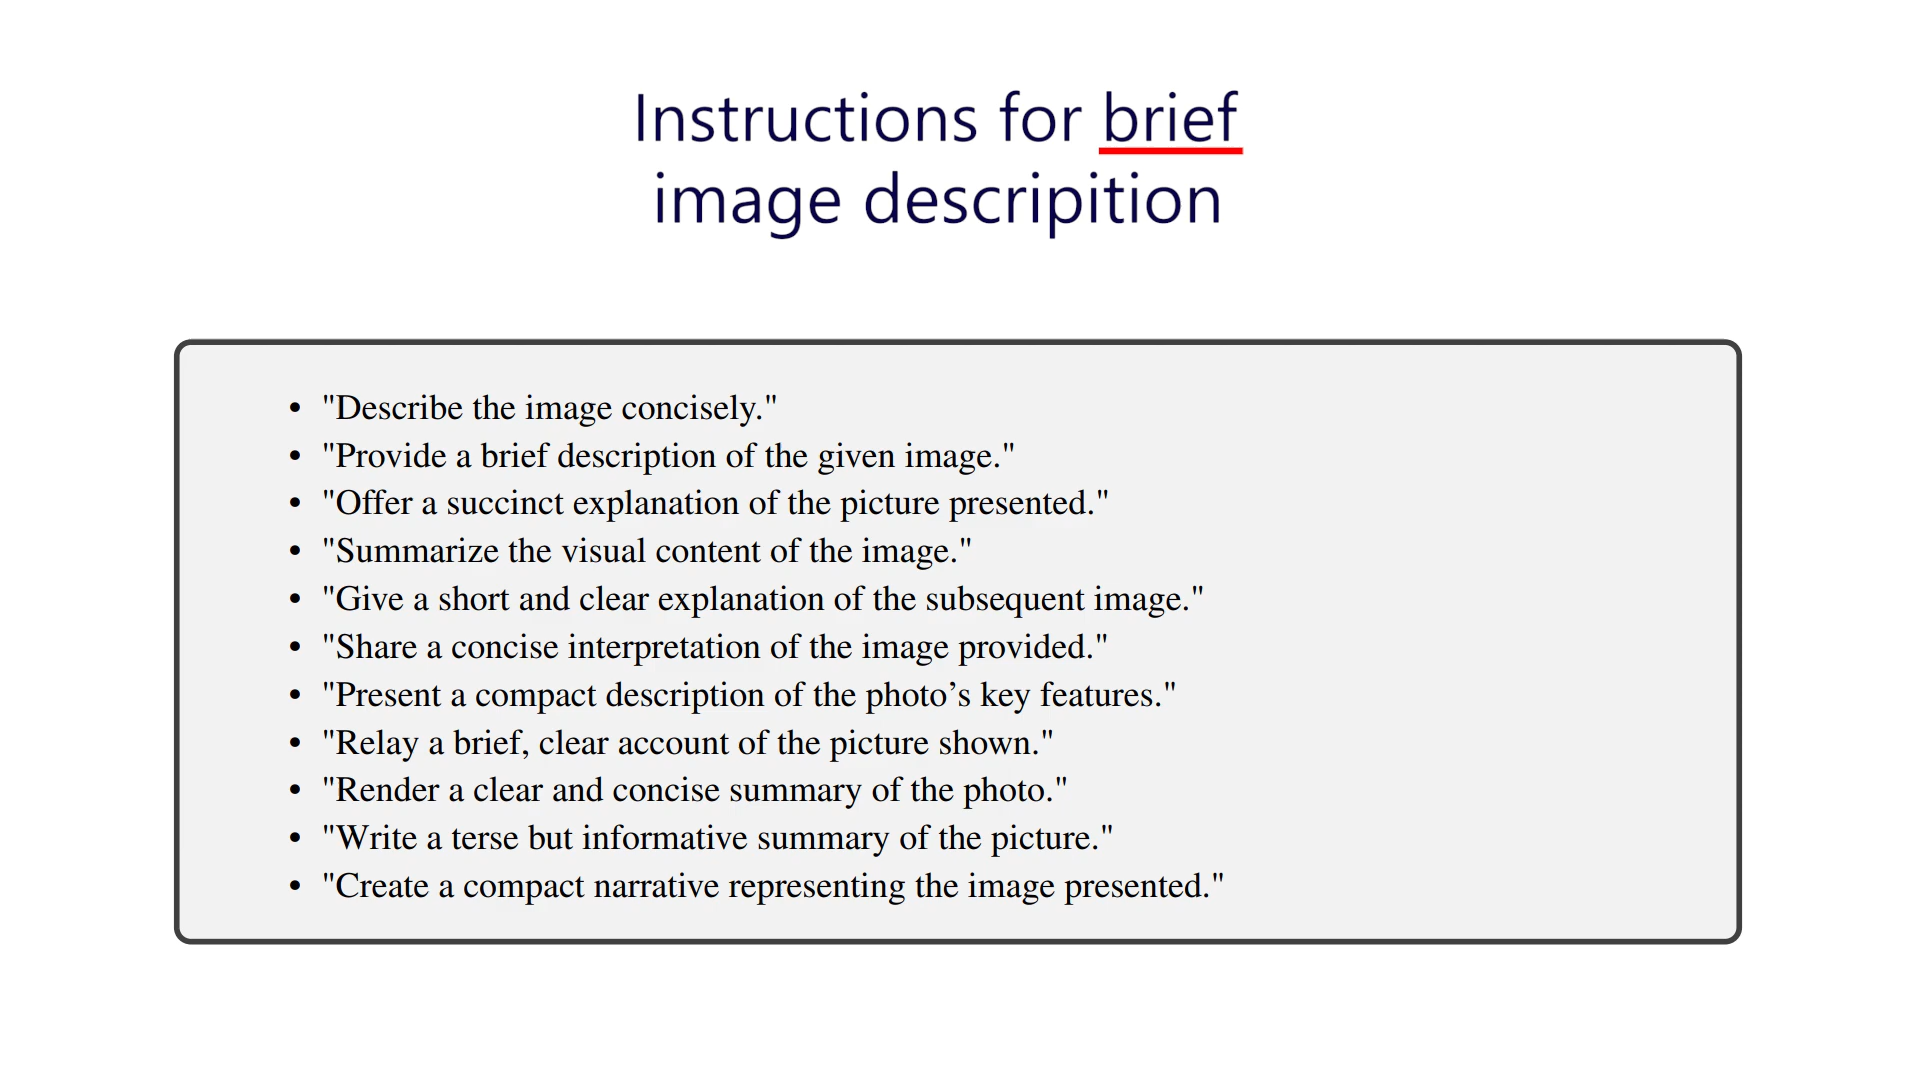 Instructions for brief
image descripition
• "Describe the image concisely."
• "Provide a brief description of the given image."
• "Offer a succinct explanation of the picture presented."
• "Summarize the visual content of the image."
• "Give a short and clear explanation of the subsequent image."
• "Share a concise interpretation of the image provided."
• "Present a compact description of the photo’s key features."
• "Relay a brief, clear account of the picture shown."
• "Render a clear and concise summary of the photo."
• "Write a terse but informative summary of the picture."
• "Create a compact narrative representing the image presented."